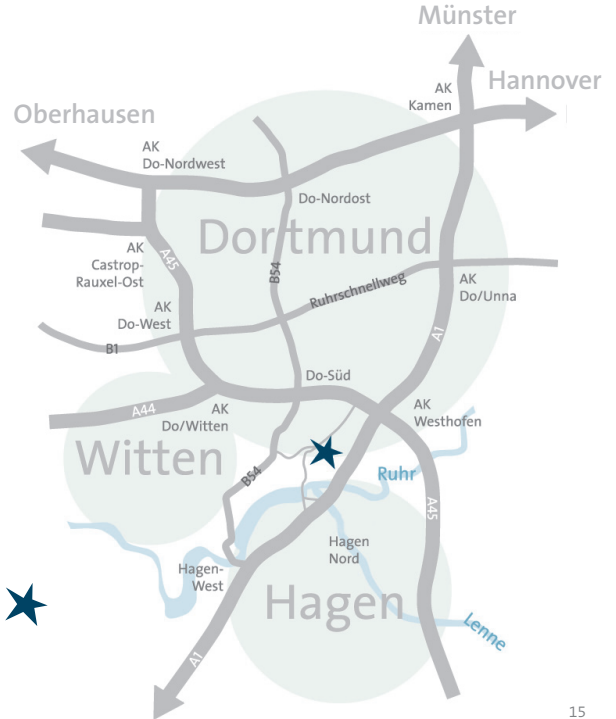 Münster
Hannover
AK
Kamen
Oberhausen
AK
Do-Nordwest
Do-Nordost
Dortmund
AK
Castrop-
Rauxel-Ost
A45
B54
Ruhrschnellweg
AK
Do/Unna
AK
Do-West
B1
A1
Do-Süd
A44
AK
Do/Witten
AK
Westhofen
Witten
B54
Ruhr
A45
Hagen
Nord
Hagen-
West
Hagen
Lenne
A1
15